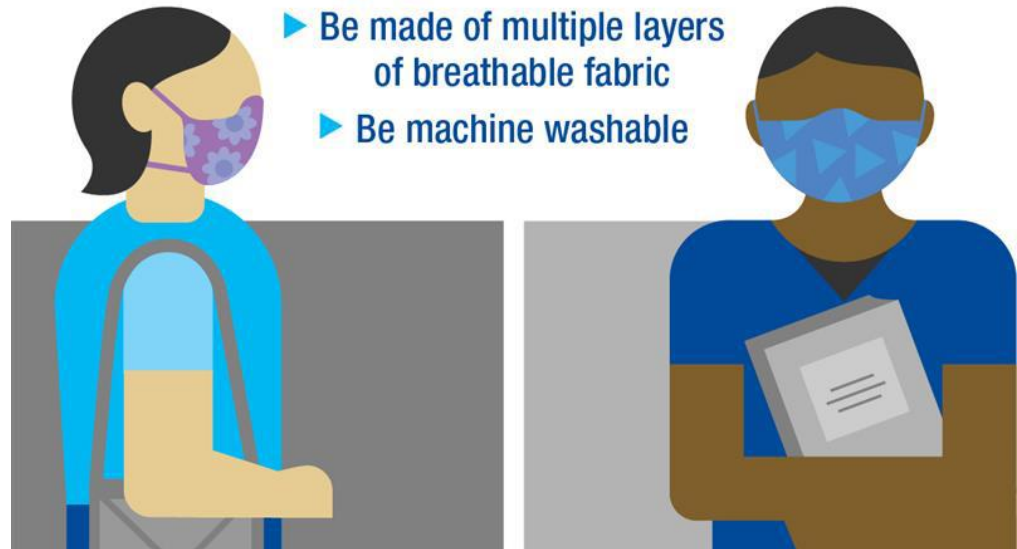 ▶ Be made of multiple layers
of breathable fabric
▶ Be machine washable